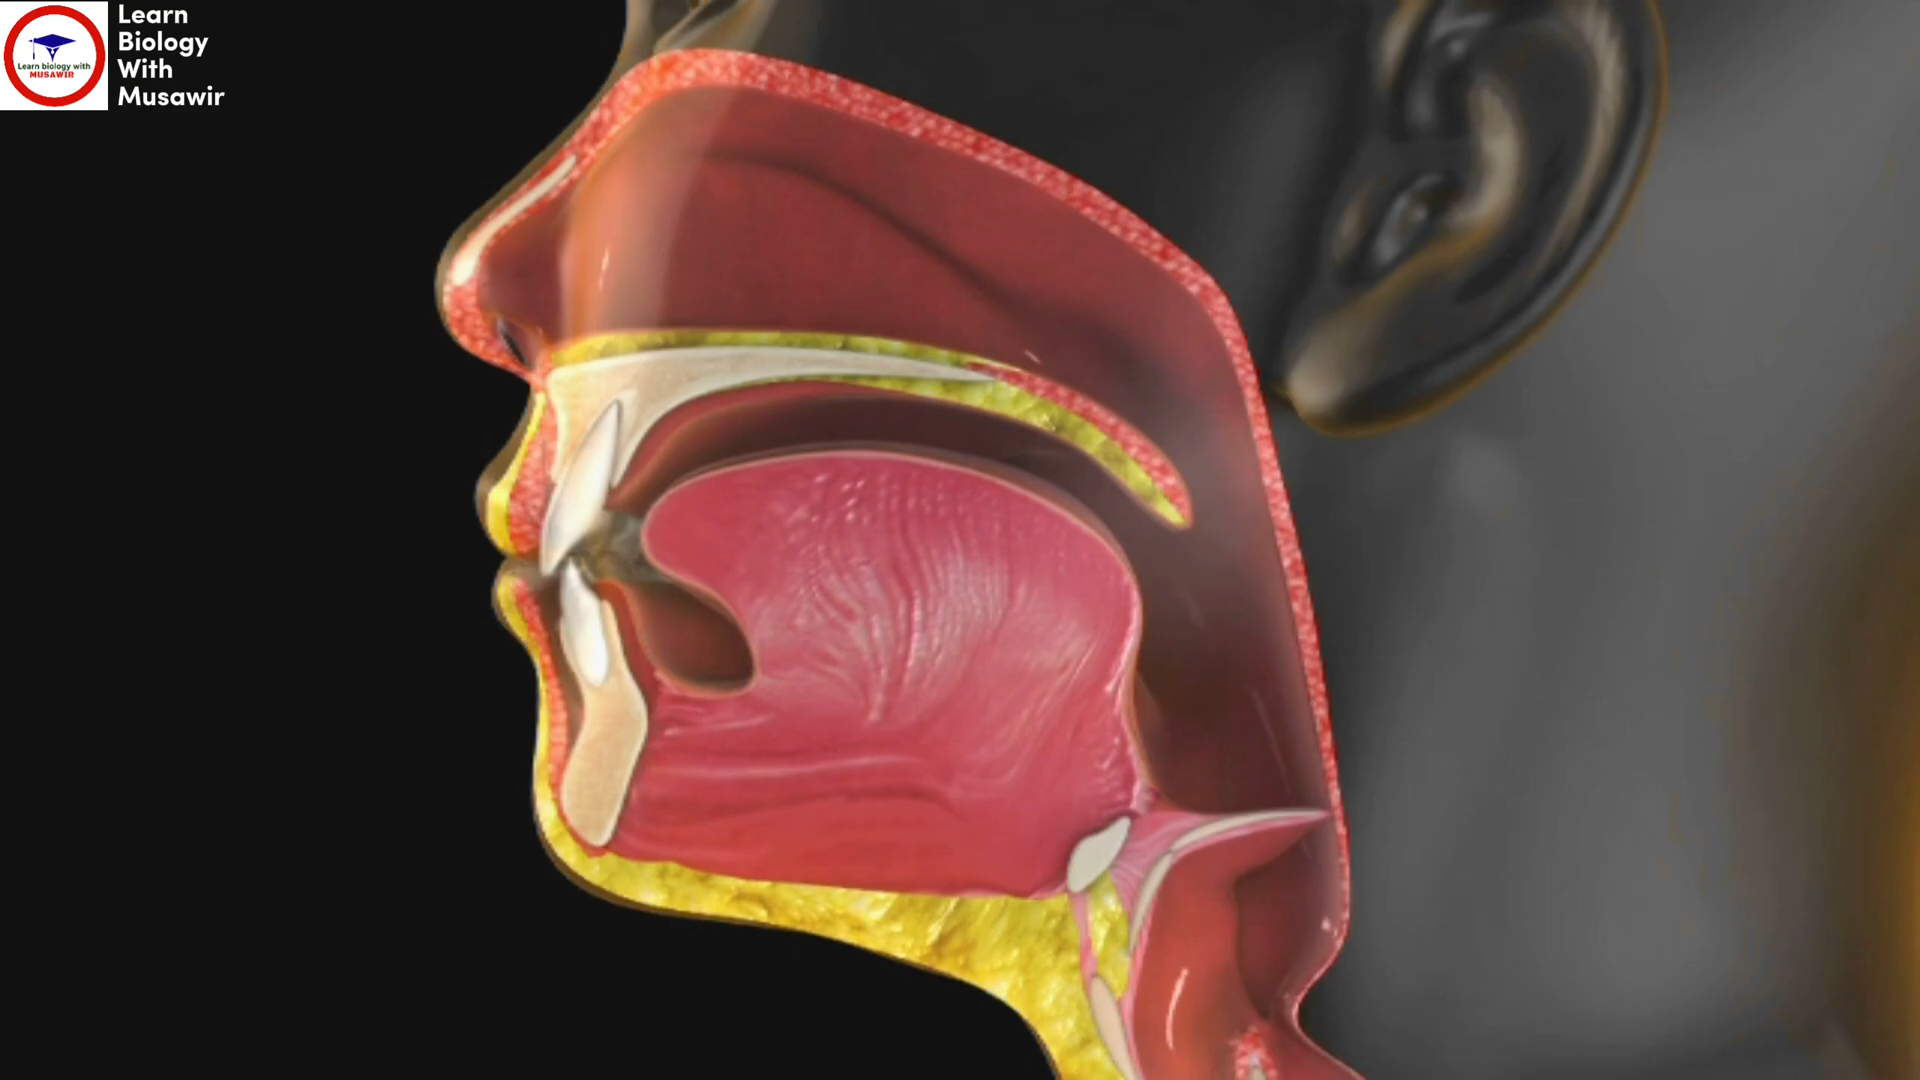 Learn biology with
MUSAWIR
Learn
Biology
With
Musawir